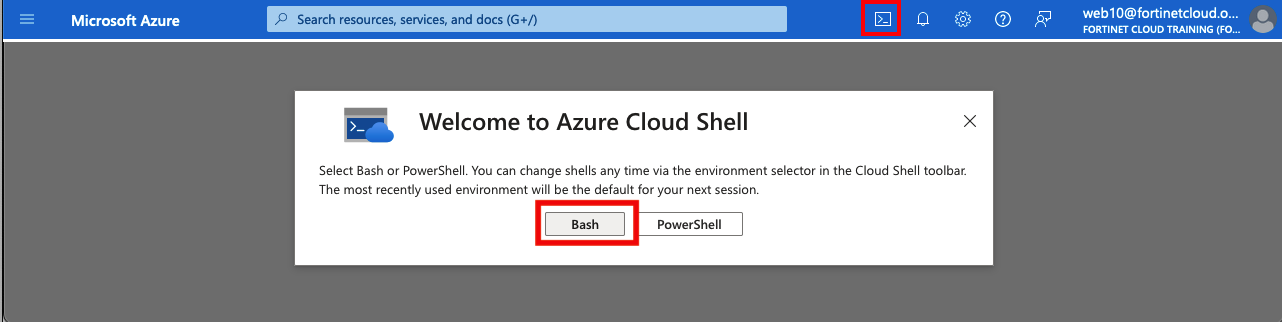 Microsoft Azure
Search resources, services, and docs (G+/)
web10@fortinetcloud.o...
FORTINET CLOUD TRAINING (FO...
Welcome to Azure Cloud Shell
Select Bash or PowerShell. You can change shells any time via the environment selector in the Cloud Shell toolbar.
The most recently used environment will be the default for your next session.
Bash
PowerShell